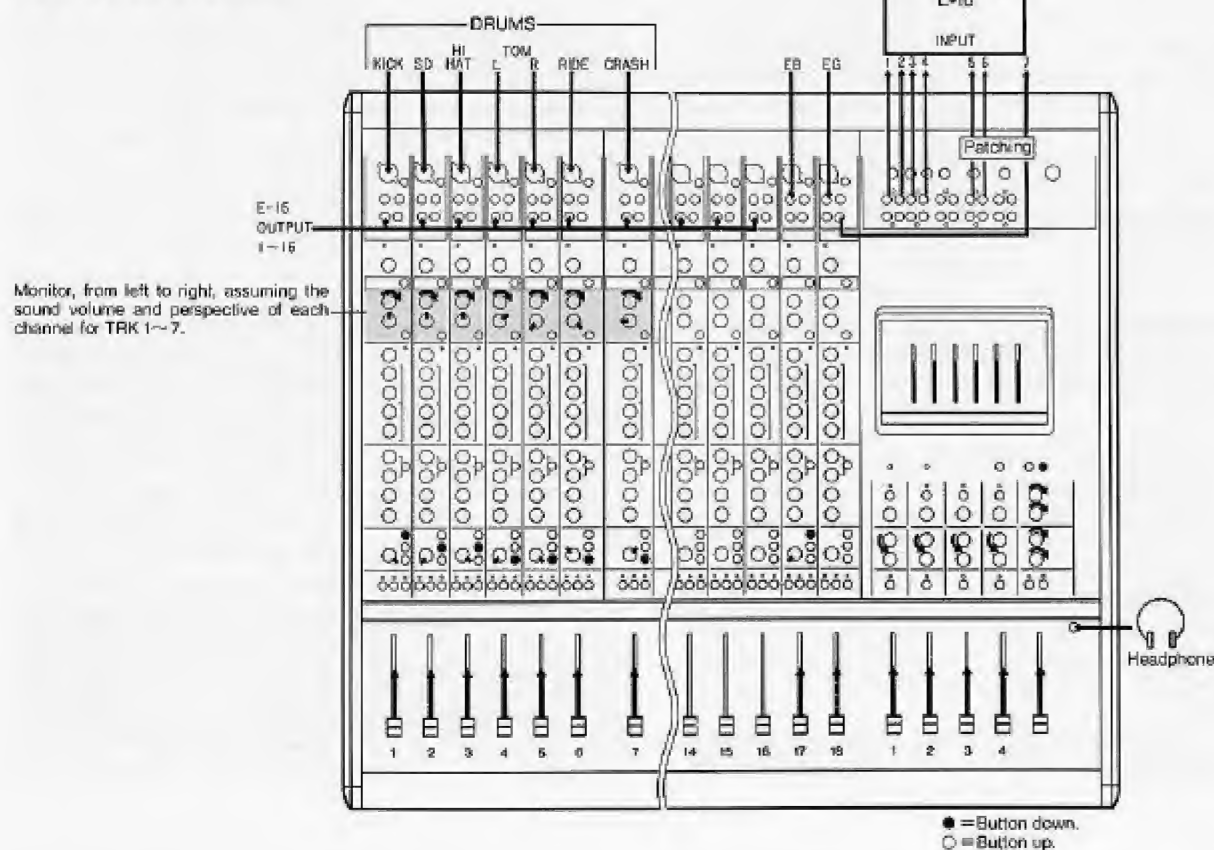 E-16
INPUT
1 2 3 4 5 6 7
DRUMS
KICK SD HI HAT TOM L R RIDE CRASH EB EG
Patching
E-16
OUTPUT
1~16
Monitor, from left to right, assuming the
sound volume and perspective of each
channel for TRK 1~7.
Headphone
1 2 3 4 5 6 7 14 15 16 17 18 1 2 3 4
● =Button down.
○ =Button up.